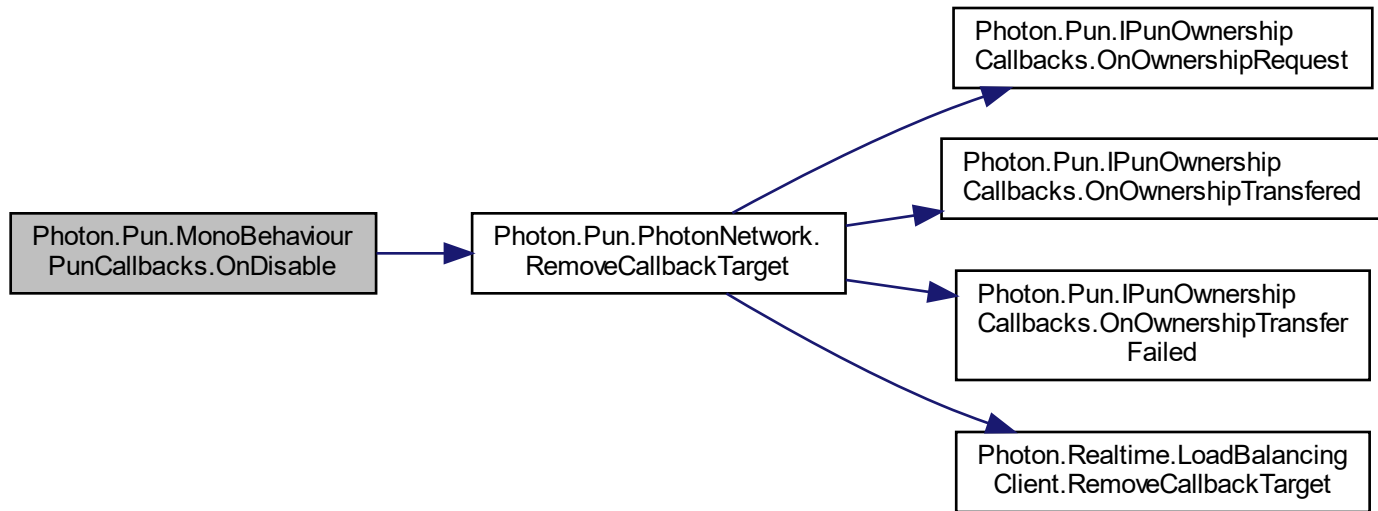 Photon.Pun.IPunOwnership
Callbacks.OnOwnershipRequest
Photon.Pun.IPunOwnership
Callbacks.OnOwnershipTransfered
Photon.Pun.MonoBehaviour
PunCallbacks.OnDisable
Photon.Pun.PhotonNetwork.
RemoveCallbackTarget
Photon.Pun.IPunOwnership
Callbacks.OnOwnershipTransfer
Failed
Photon.Realtime.LoadBalancing
Client.RemoveCallbackTarget